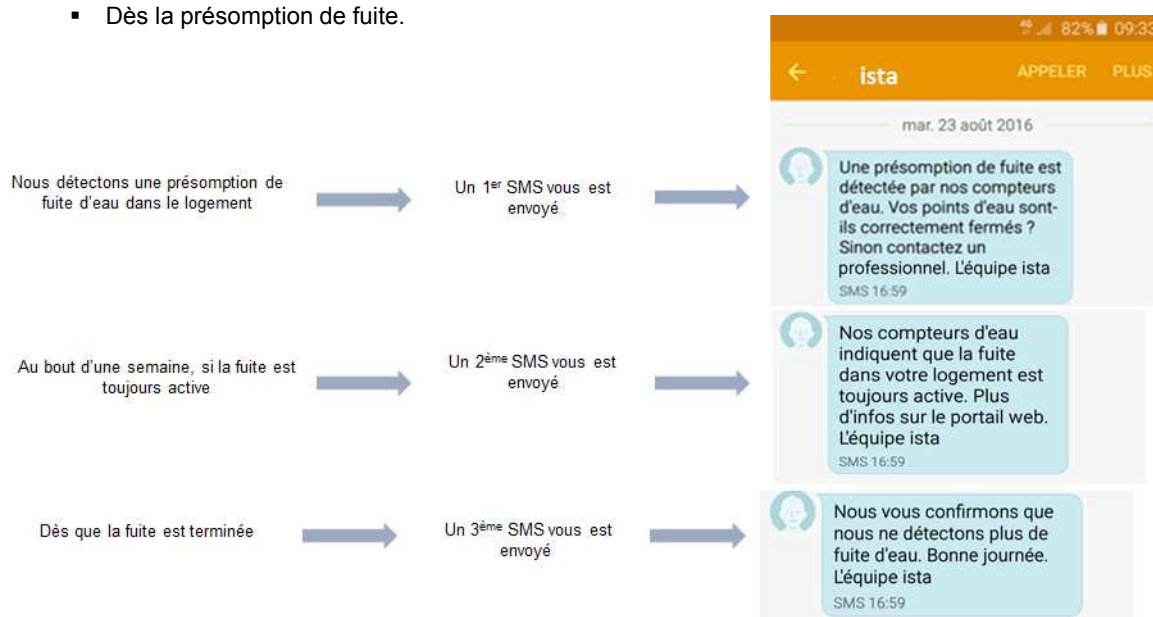 ▪ Dès la présomption de fuite.
82% 09:33
ista
APPELER PLUS
mar. 23 août 2016
Nous détectons une présomption de
fuite d'eau dans le logement
Un 1er SMS vous est
envoyé
Une présomption de fuite est
détectée par nos compteurs
d'eau. Vos points d'eau sont-
ils correctement fermés ?
Sinon contactez un
professionnel. L'équipe ista
SMS 16:59
Au bout d'une semaine, si la fuite est
toujours active
Un 2ème SMS vous est
envoyé
Nos compteurs d'eau
indiquent que la fuite
dans votre logement est
toujours active. Plus
d'infos sur le portail web.
L'équipe ista
SMS 16:59
Dès que la fuite est terminée
Un 3ème SMS vous est
envoyé
Nous vous confirmons que
nous ne détectons plus de
fuite d'eau. Bonne journée.
L'équipe ista
SMS 16:59